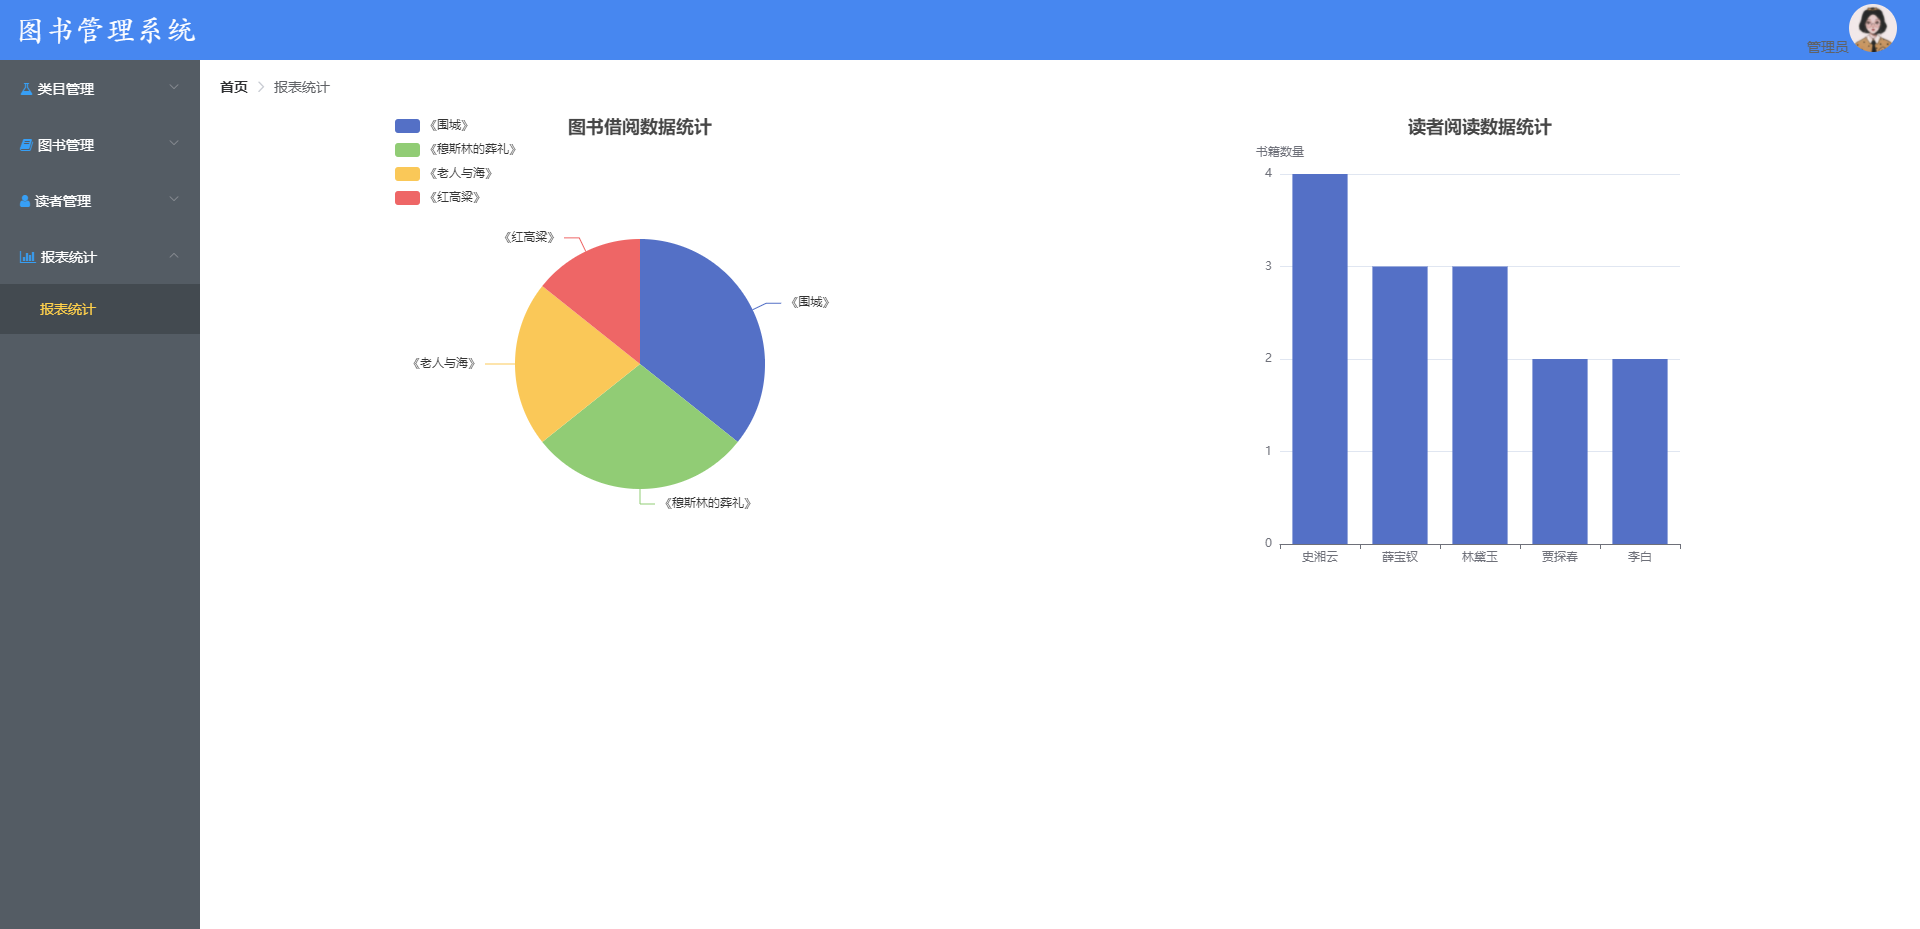 图书管理系统
管理员
类目管理
图书管理
读者管理
报表统计
报表统计
首页 报表统计
图书借阅数据统计
《围城》
《穆斯林的葬礼》
《老人与海》
《红高粱》
《红高粱》
《围城》
《老人与海》
《穆斯林的葬礼》
读者阅读数据统计
书籍数量
4
3
2
1
0
史湘云 薛宝钗 林黛玉 贾探春 李白